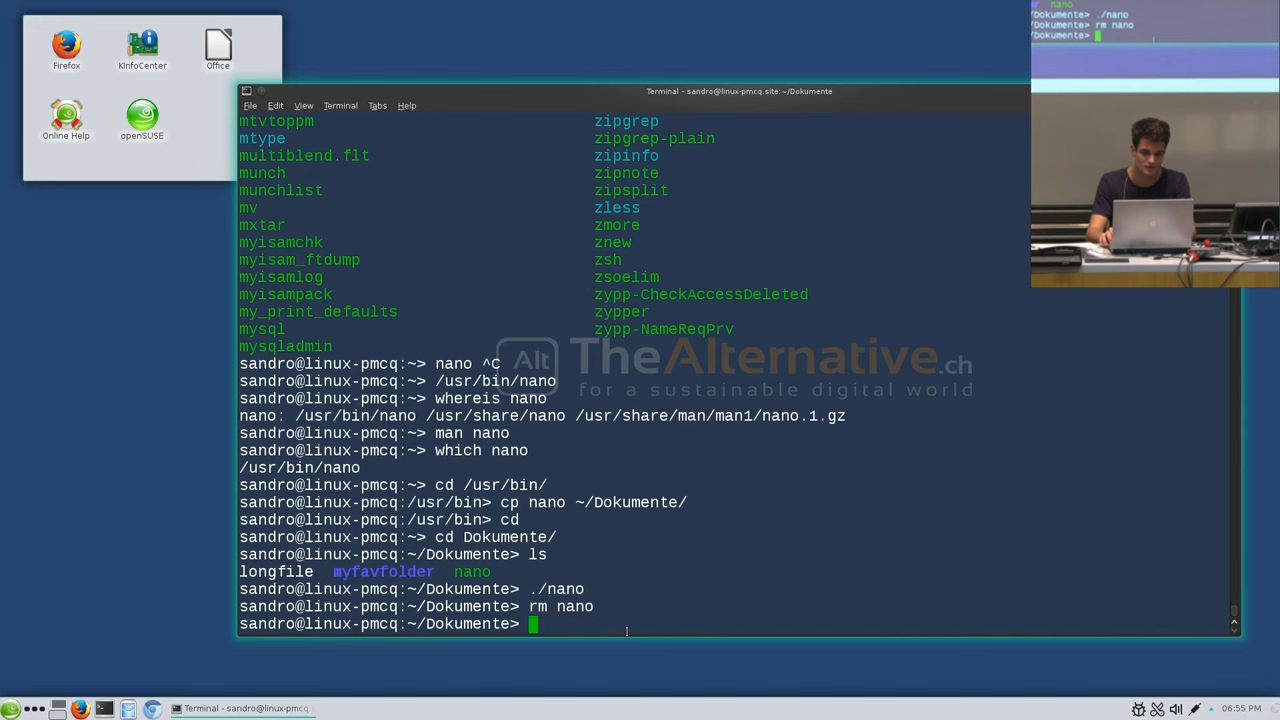 Firefox
KInfoCenter
Office
Online Help
openSUSE
Terminal - sandro@linux-pmcq.site:~/Dokumente
File Edit View Terminal Tabs Help
mtvtoppm zipgrep
mtype zipgrep-plain
multiblend.flt zipinfo
munch zipnote
munchlist zipsplit
mv zless
mxtar zmore
myisamchk znew
myisam_ftdump zsh
myisamlog zsoelim
myisampack zypp-CheckAccessDeleted
my_print_defaults zypper
mysql zypp-NameReqPrv
mysqladmin
sandro@linux-pmcq:~> nano ^C
sandro@linux-pmcq:~> /usr/bin/nano
sandro@linux-pmcq:~> whereis nano
nano: /usr/bin/nano /usr/share/nano /usr/share/man/man1/nano.1.gz
sandro@linux-pmcq:~> man nano
sandro@linux-pmcq:~> which nano
/usr/bin/nano
sandro@linux-pmcq:~> cd /usr/bin/
sandro@linux-pmcq:/usr/bin> cp nano ~/Dokumente/
sandro@linux-pmcq:/usr/bin> cd
sandro@linux-pmcq:~> cd Dokumente/
sandro@linux-pmcq:~/Dokumente> ls
longfile myfavfolder nano
sandro@linux-pmcq:~/Dokumente> ./nano
sandro@linux-pmcq:~/Dokumente> rm nano
sandro@linux-pmcq:~/Dokumente>
Alt TheAlternative.ch
for a sustainable digital world
nano
/Dokumente> ./nano
/Dokumente> rm nano
/Dokumente>
Terminal - sandro@linux-pmcq.
06:55 PM